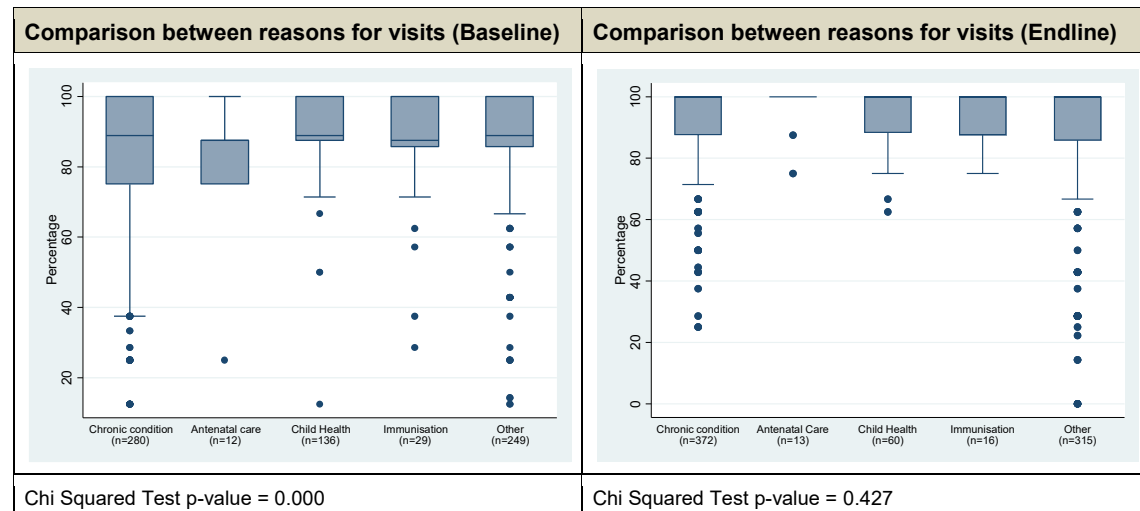 Comparison between reasons for visits (Baseline)
Comparison between reasons for visits (Endline)
Percentage
100
80
60
40
20
Chronic condition
(n=280)
Antenatal care
(n=12)
Child Health
(n=136)
Immunisation
(n=29)
Other
(n=249)
Percentage
100
80
60
40
20
0
Chronic condition
(n=372)
Antenatal Care
(n=13)
Child Health
(n=60)
Immunisation
(n=16)
Other
(n=315)
Chi Squared Test p-value = 0.000
Chi Squared Test p-value = 0.427